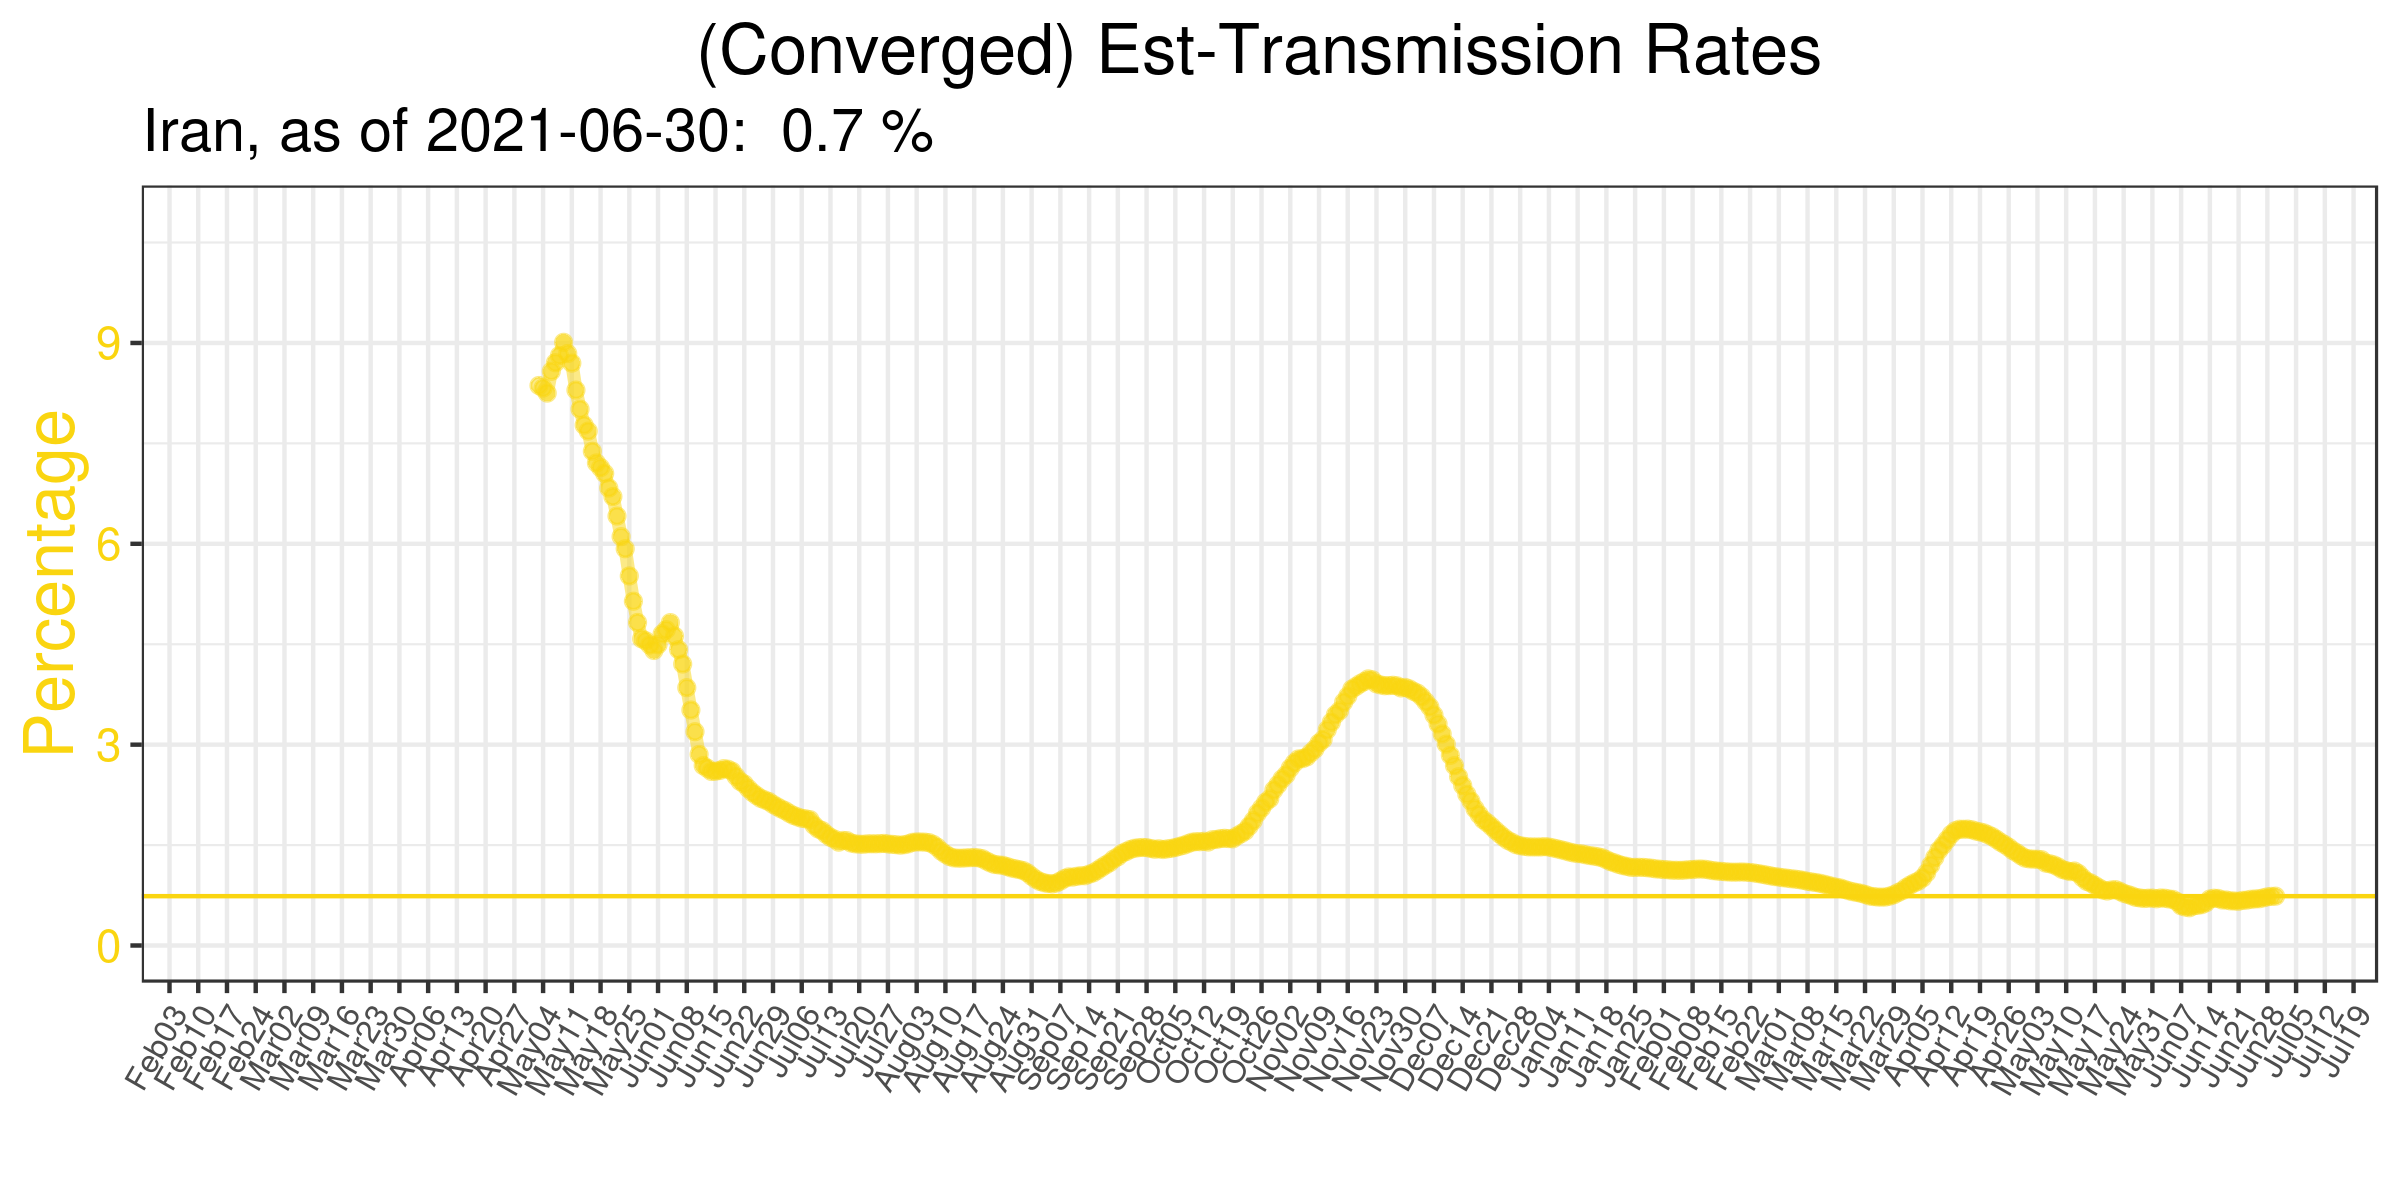 (Converged) Est-Transmission Rates
Iran, as of 2021-06-30:  0.7 %
Percentage
9
6
3
0
Feb03
Feb10
Feb17
Feb24
Mar02
Mar09
Mar16
Mar23
Mar30
Apr06
Apr13
Apr20
Apr27
May04
May11
May18
May25
Jun01
Jun08
Jun15
Jun22
Jun29
Jul06
Jul13
Jul20
Jul27
Aug03
Aug10
Aug17
Aug24
Aug31
Sep07
Sep14
Sep21
Sep28
Oct05
Oct12
Oct19
Oct26
Nov02
Nov09
Nov16
Nov23
Nov30
Dec07
Dec14
Dec21
Dec28
Jan04
Jan11
Jan18
Jan25
Feb01
Feb08
Feb15
Feb22
Mar01
Mar08
Mar15
Mar22
Mar29
Apr05
Apr12
Apr19
Apr26
May03
May10
May17
May24
May31
Jun07
Jun14
Jun21
Jun28
Jul05
Jul12
Jul19